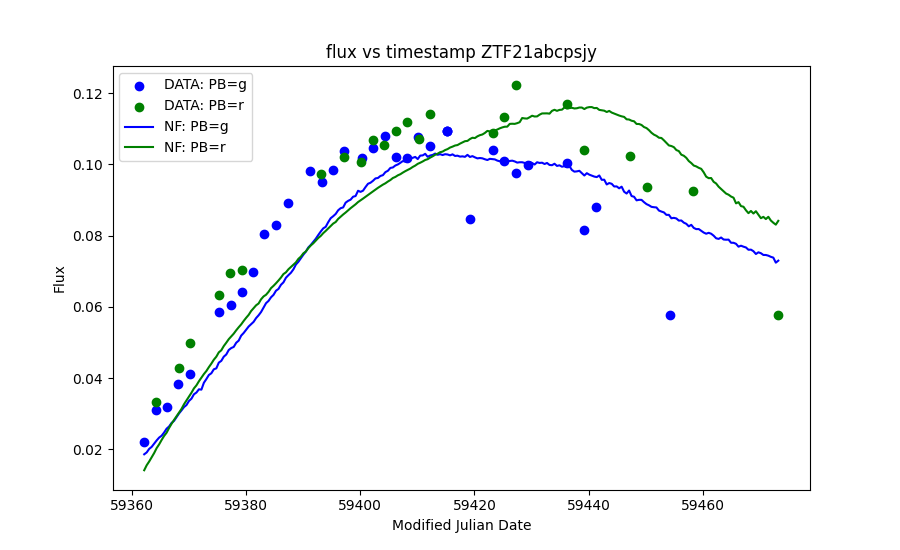 flux vs timestamp ZTF21abcpsjy
DATA: PB=g
DATA: PB=r
NF: PB=g
NF: PB=r
0.12
0.10
0.08
0.06
0.04
0.02
Flux
59360
59380
59400
59420
59440
59460
Modified Julian Date